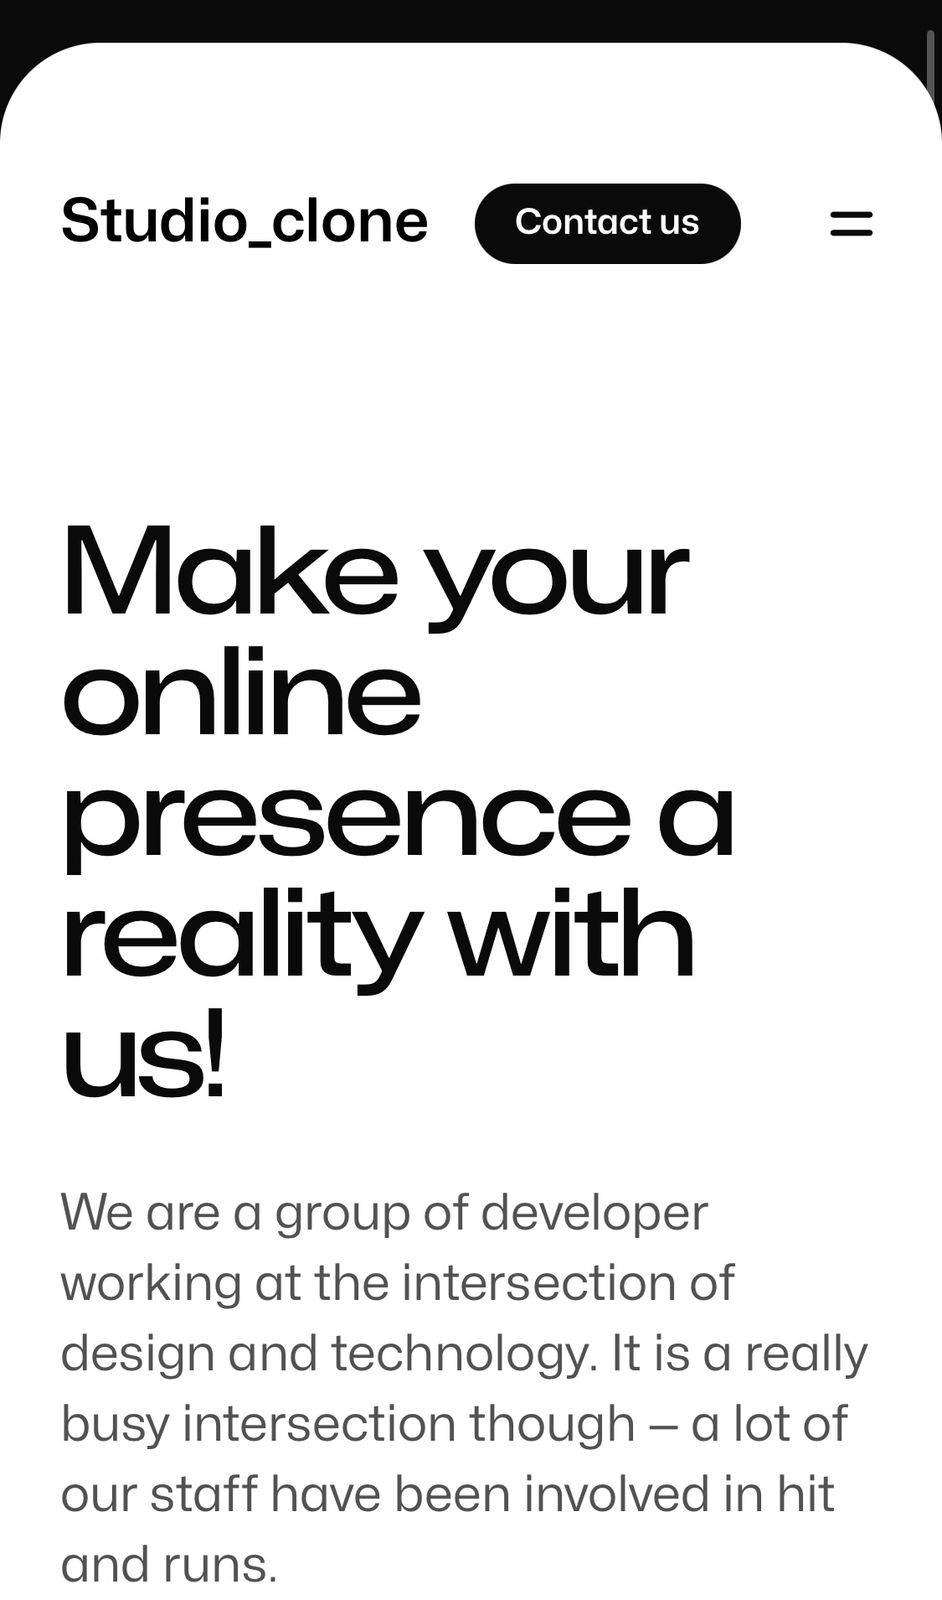 Studio_clone
Contact us
Make your
online
presence a
reality with
us!
We are a group of developer
working at the intersection of
design and technology. It is a really
busy intersection though — a lot of
our staff have been involved in hit
and runs.